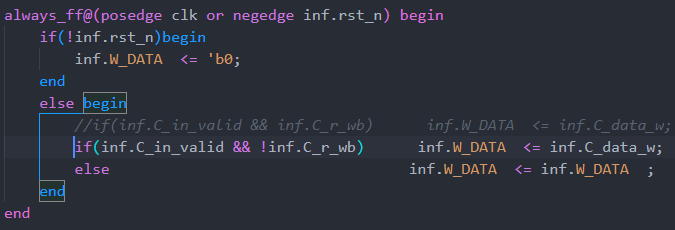 always_ff@(posedge clk or negedge inf.rst_n) begin
    if(!inf.rst_n)begin
        inf.W_DATA  <= 'b0;
    end
    else begin
        //if(inf.C_in_valid && inf.C_r_wb)      inf.W_DATA  <= inf.C_data_w;
        if(inf.C_in_valid && !inf.C_r_wb)      inf.W_DATA  <= inf.C_data_w;
        else                                  inf.W_DATA  <= inf.W_DATA  ;
    end
end